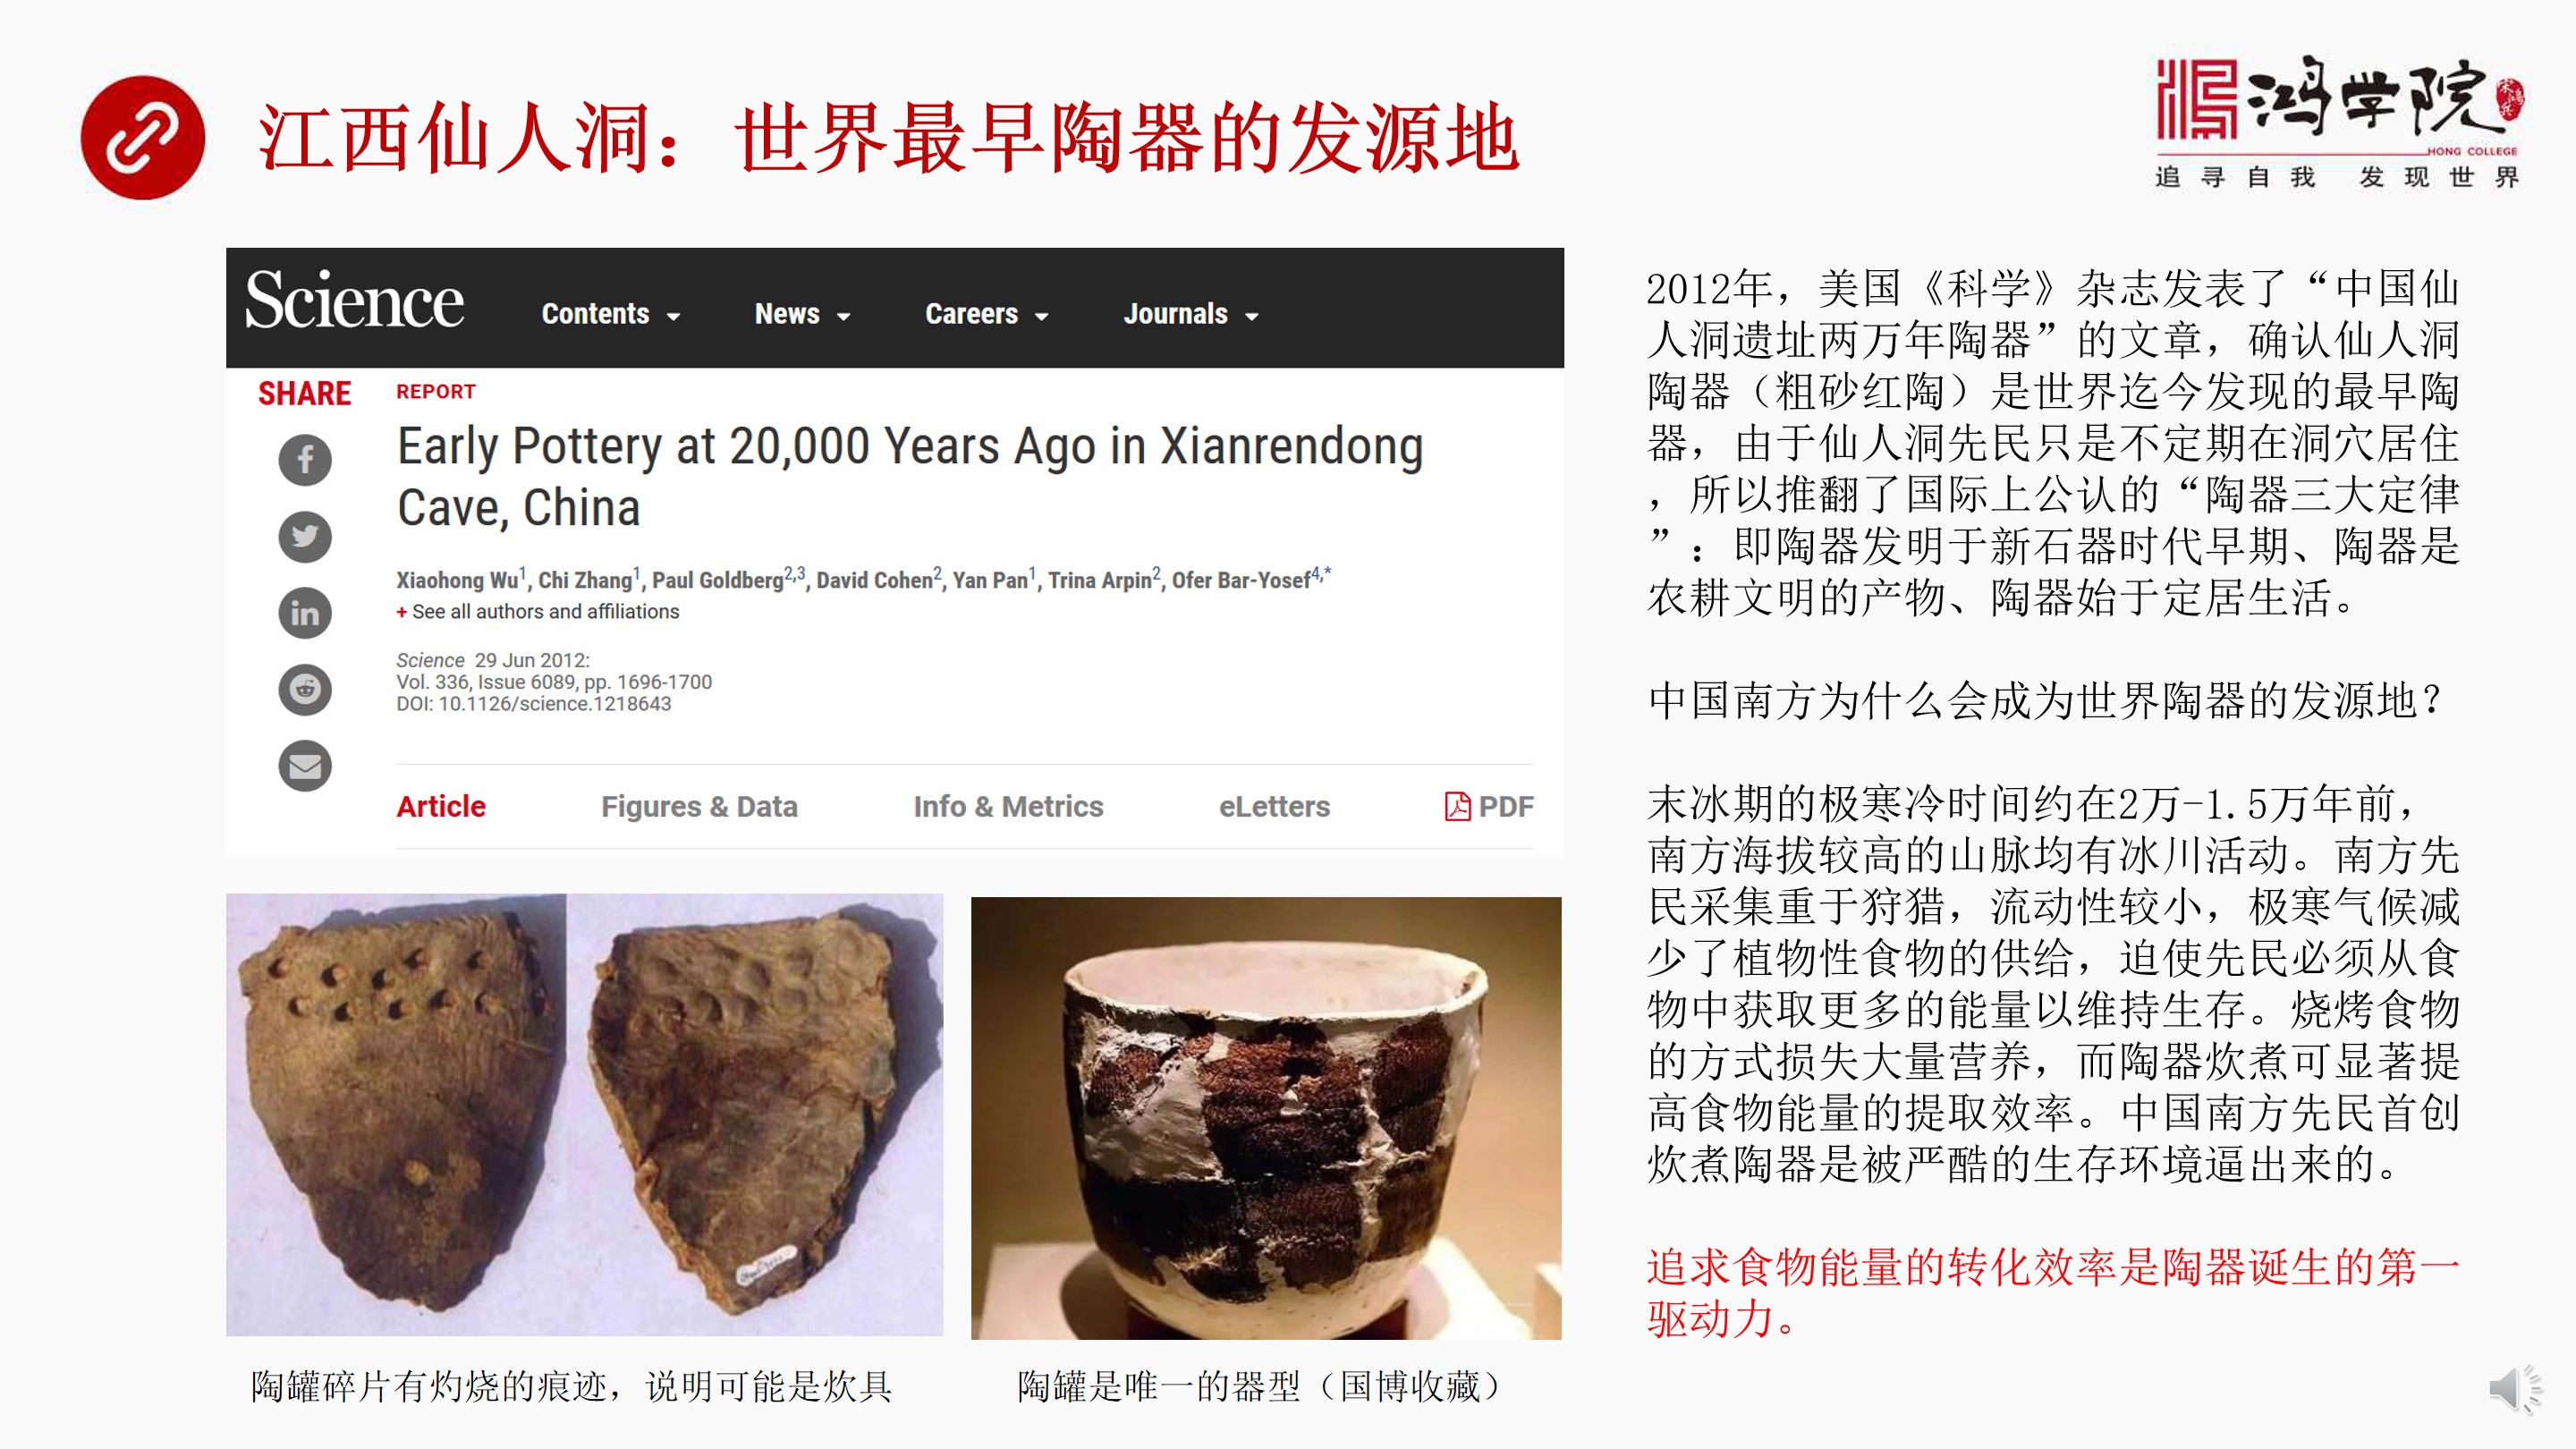 江西仙人洞：世界最早陶器的发源地
鸿学院
HONG COLLEGE
追寻自我 发现世界
Science
Contents
News
Careers
Journals
SHARE
REPORT
Early Pottery at 20,000 Years Ago in Xianrendong
Cave, China
Xiaohong Wu1, Chi Zhang1, Paul Goldberg2,3, David Cohen2, Yan Pan1, Trina Arpin2, Ofer Bar-Yosef4,*
+ See all authors and affiliations
Science 29 Jun 2012:
Vol. 336, Issue 6089, pp. 1696-1700
DOI: 10.1126/science.1218643
Article
Figures & Data
Info & Metrics
eLetters
PDF
陶罐碎片有灼烧的痕迹，说明可能是炊具
陶罐是唯一的器型（国博收藏）
2012年，美国《科学》杂志发表了“中国仙
人洞遗址两万年陶器”的文章，确认仙人洞
陶器（粗砂红陶）是世界迄今发现的最早陶
器，由于仙人洞先民只是不定期在洞穴居住
，所以推翻了国际上公认的“陶器三大定律
”：即陶器发明于新石器时代早期、陶器是
农耕文明的产物、陶器始于定居生活。
中国南方为什么会成为世界陶器的发源地？
末冰期的极寒冷时间约在2万-1.5万年前，
南方海拔较高的山脉均有冰川活动。南方先
民采集重于狩猎，流动性较小，极寒气候减
少了植物性食物的供给，迫使先民必须从食
物中获取更多的能量以维持生存。烧烤食物
的方式损失大量营养，而陶器炊煮可显著提
高食物能量的提取效率。中国南方先民首创
炊煮陶器是被严酷的生存环境逼出来的。
追求食物能量的转化效率是陶器诞生的第一
驱动力。